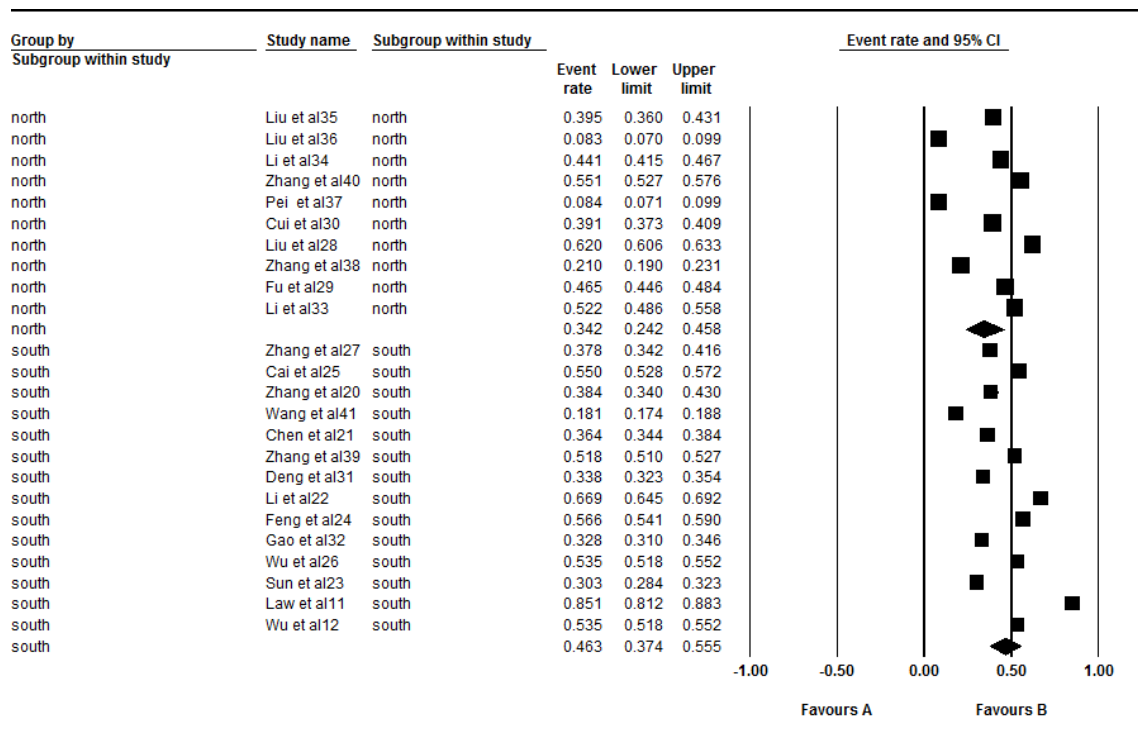 Group by Study name Subgroup within study Event rate and 95% CI
Subgroup within study
Event Lower Upper
rate limit limit
north Liu et al35 north 0.395 0.360 0.431
north Liu et al36 north 0.083 0.070 0.099
north Li et al34 north 0.441 0.415 0.467
north Zhang et al40 north 0.551 0.527 0.576
north Pei et al37 north 0.084 0.071 0.099
north Cui et al30 north 0.391 0.373 0.409
north Liu et al28 north 0.620 0.606 0.633
north Zhang et al38 north 0.210 0.190 0.231
north Fu et al29 north 0.465 0.446 0.484
north Li et al33 north 0.522 0.486 0.558
north 0.342 0.242 0.458
south Zhang et al27 south 0.378 0.342 0.416
south Cai et al25 south 0.550 0.528 0.572
south Zhang et al20 south 0.384 0.340 0.430
south Wang et al41 south 0.181 0.174 0.188
south Chen et al21 south 0.364 0.344 0.384
south Zhang et al39 south 0.518 0.510 0.527
south Deng et al31 south 0.338 0.323 0.354
south Li et al22 south 0.669 0.645 0.692
south Feng et al24 south 0.566 0.541 0.590
south Gao et al32 south 0.328 0.310 0.346
south Wu et al26 south 0.535 0.518 0.552
south Sun et al23 south 0.303 0.284 0.323
south Law et al11 south 0.851 0.812 0.883
south Wu et al12 south 0.535 0.518 0.552
south 0.463 0.374 0.555
-1.00 -0.50 0.00 0.50 1.00
Favours A Favours B